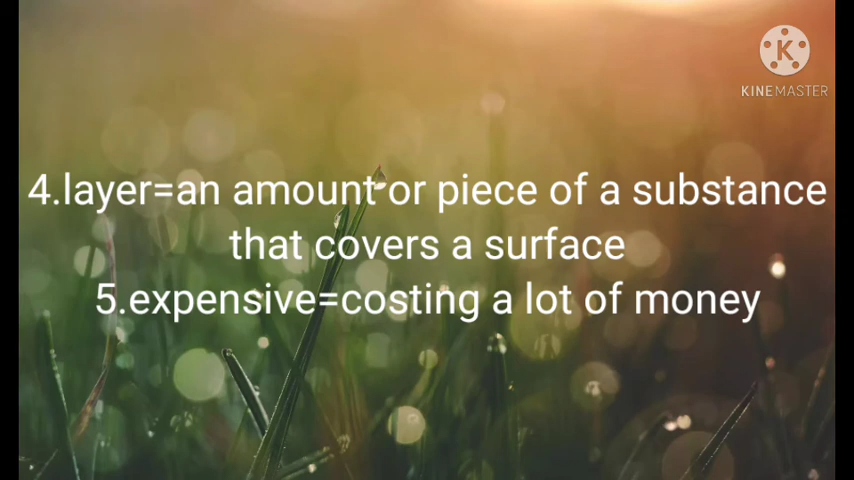 KINEMASTER
4.layer=an amount or piece of a substance
that covers a surface
5.expensive=costing a lot of money